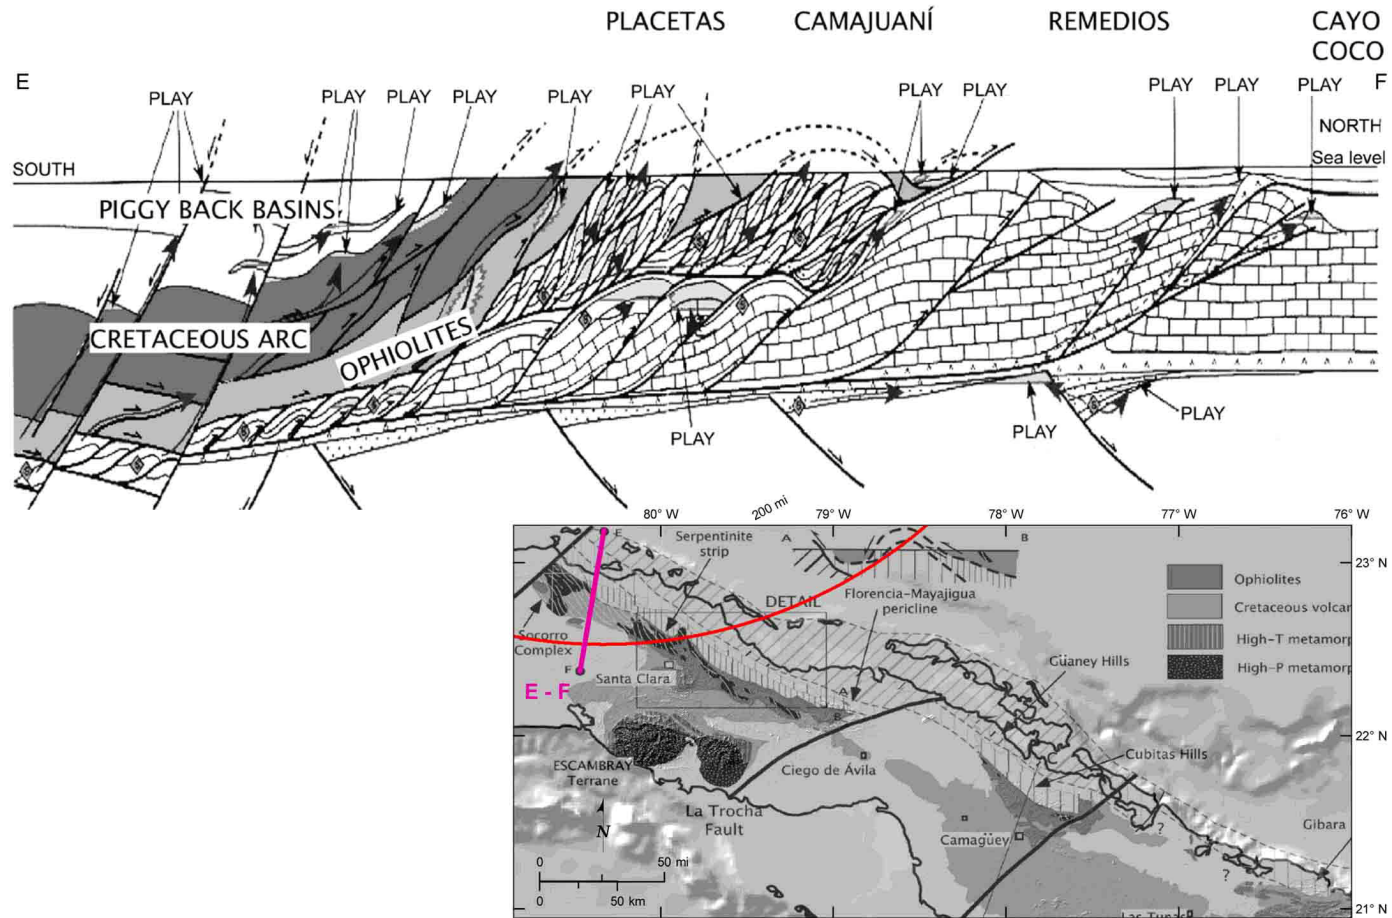 PLACETAS CAMAJUANÍ REMEDIOS CAYO
COCO
E F
PLAY PLAY PLAY PLAY PLAY PLAY PLAY PLAY PLAY PLAY PLAY
NORTH
SOUTH Sea level
PIGGY BACK BASINS
CRETACEOUS ARC
OPHIOLITES
PLAY
PLAY
PLAY
80° W 200 mi 79° W 78° W 77° W 76° W
E Serpentinite
strip
A B
23° N
DETAIL
Florencia-Mayajigua
pericline
Ophiolites
Cretaceous volcar
High-T metamorp
High-P metamorp
Socorro
Complex
Güaney Hills
F Santa Clara
E - F
A
B
22° N
C
Cubitas Hills
ESCAMBRAY
Terrane
Ciego de Ávila
La Trocha
Fault
N
Camagüey
?
Gibara
?
0 50 mi
0 50 km
Las Tunas
21° N